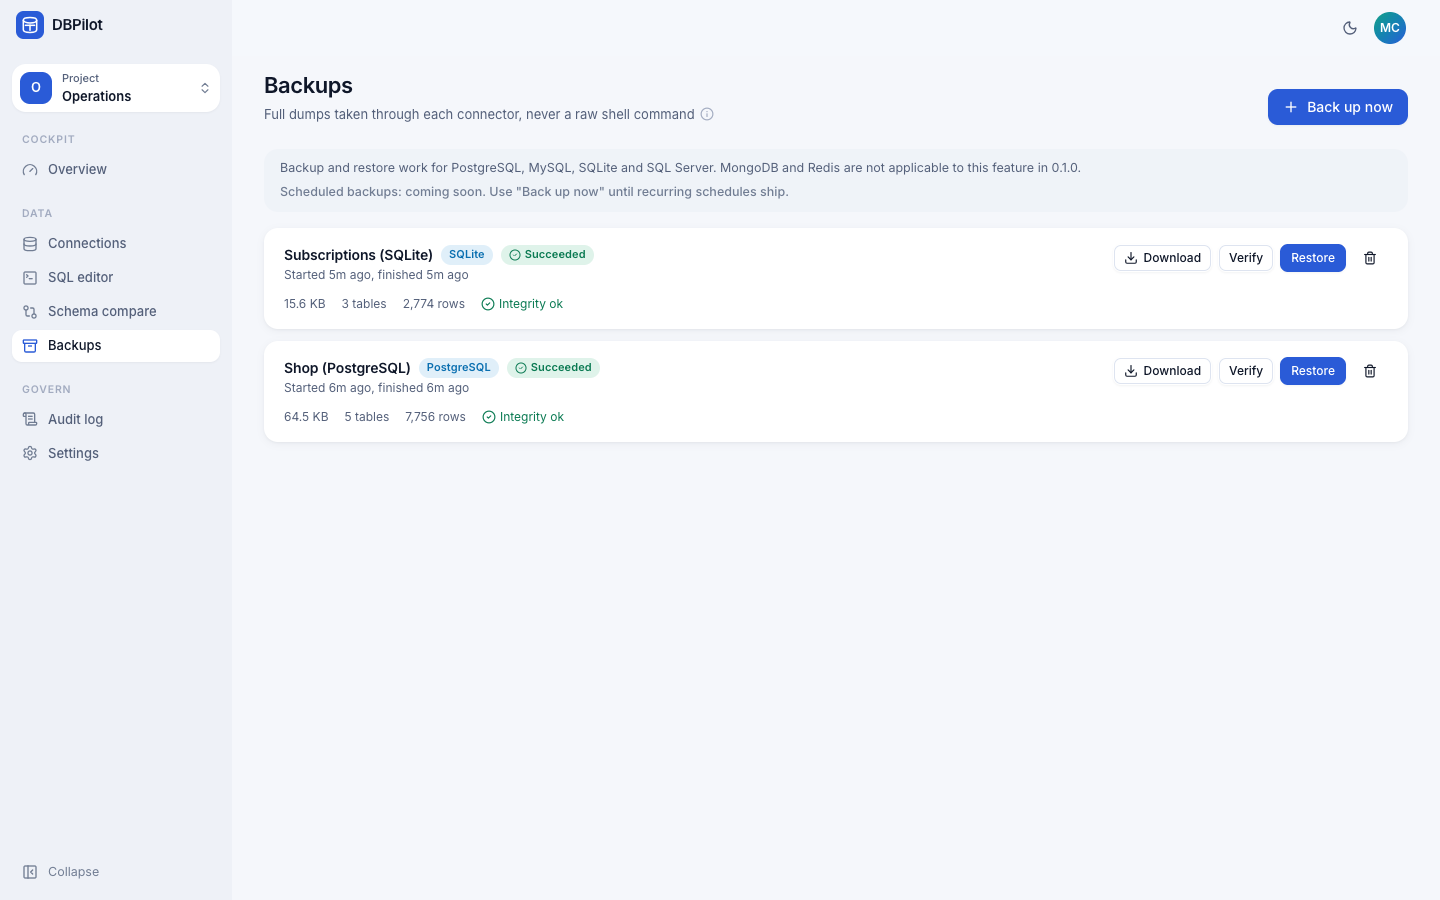 DBPilot
MC
O
Project
Operations
COCKPIT
Overview
DATA
Connections
SQL editor
Schema compare
Backups
GOVERN
Audit log
Settings
Collapse
Backups
Full dumps taken through each connector, never a raw shell command
Back up now
Backup and restore work for PostgreSQL, MySQL, SQLite and SQL Server. MongoDB and Redis are not applicable to this feature in 0.1.0.
Scheduled backups: coming soon. Use "Back up now" until recurring schedules ship.
Subscriptions (SQLite) SQLite Succeeded
Download Verify Restore
Started 5m ago, finished 5m ago
15.6 KB 3 tables 2,774 rows Integrity ok
Shop (PostgreSQL) PostgreSQL Succeeded
Download Verify Restore
Started 6m ago, finished 6m ago
64.5 KB 5 tables 7,756 rows Integrity ok